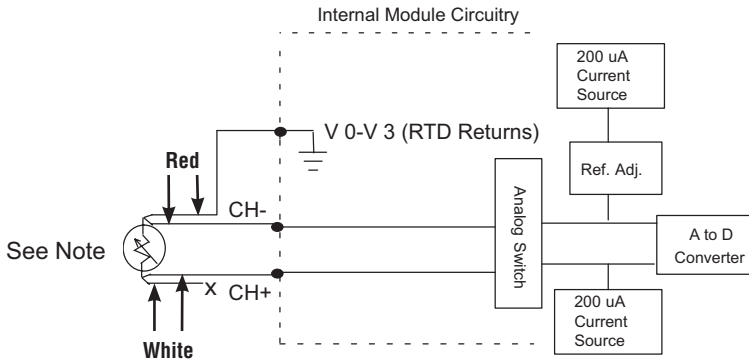 Internal Module Circuitry
200 uA
Current
Source
V 0-V 3 (RTD Returns)
Red
Ref. Adj.
CH-
Analog Switch
See Note
A to D
Converter
x CH+
200 uA
Current
Source
White